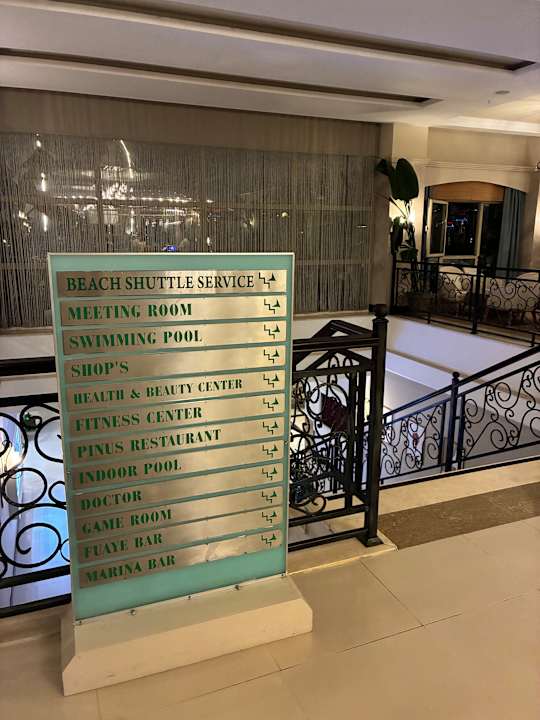 BEACH SHUTTLE SERVICE
MEETING ROOM
SWIMMING POOL
SHOP'S
HEALTH & BEAUTY CENTER
FITNESS CENTER
PINUS RESTAURANT
INDOOR POOL
DOCTOR
GAME ROOM
FUAYE BAR
MARINA BAR